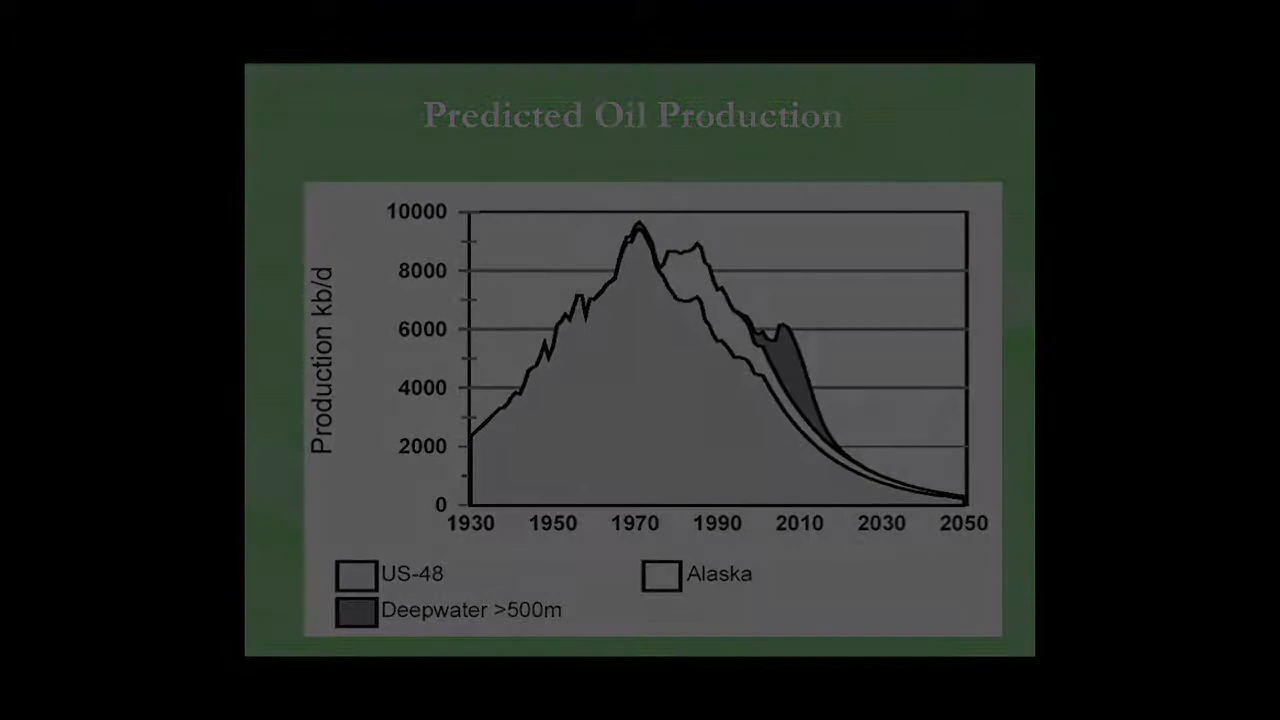 Predicted Oil Production
Production kb/d
10000
8000
6000
4000
2000
0
1930 1950 1970 1990 2010 2030 2050
US-48 Alaska
Deepwater >500m